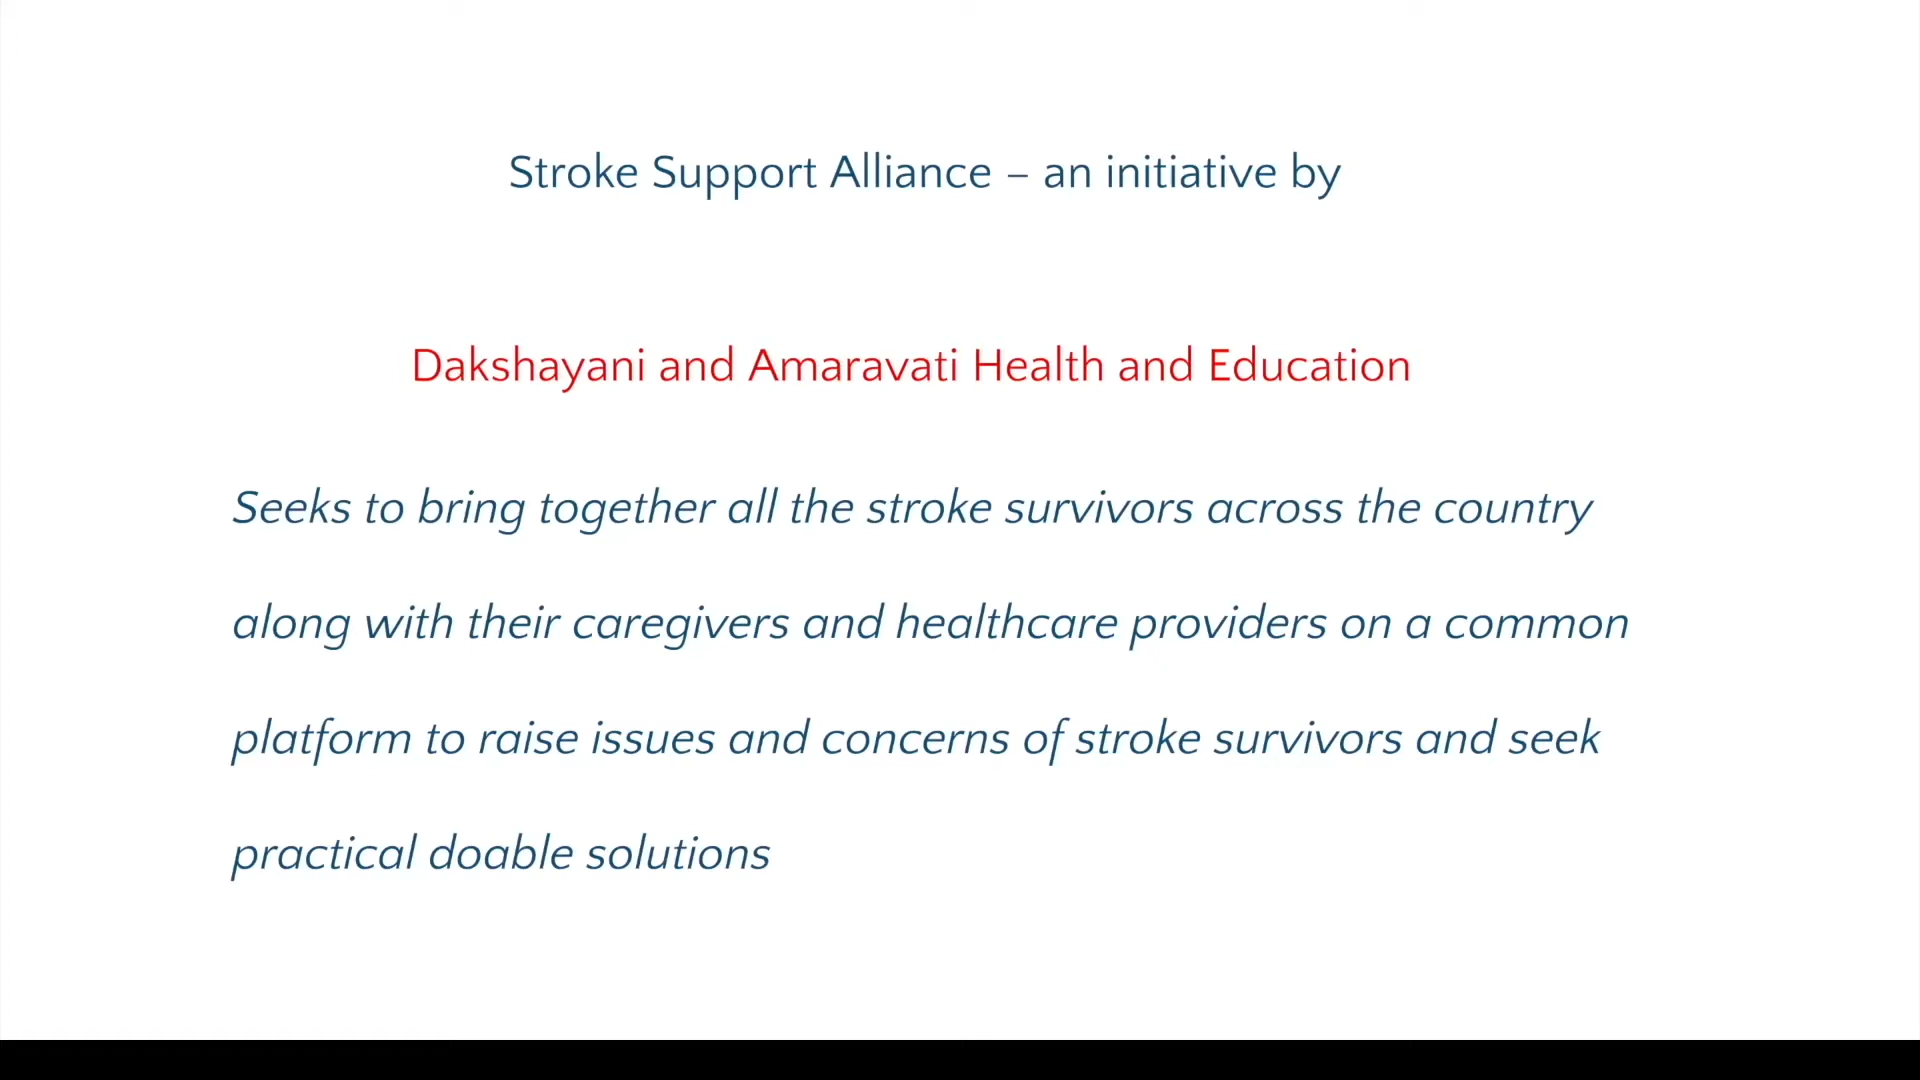 Stroke Support Alliance – an initiative by
Dakshayani and Amaravati Health and Education
Seeks to bring together all the stroke survivors across the country
along with their caregivers and healthcare providers on a common
platform to raise issues and concerns of stroke survivors and seek
practical doable solutions